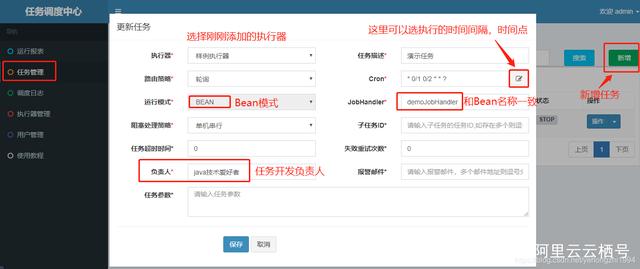 任务调度中心
欢迎 admin
导航
运行报表
任务管理
调度日志
执行器管理
用户管理
使用教程
更新任务
选择刚刚添加的执行器
这里可以选执行的时间间隔，时间点
执行器* 样例执行器
任务描述* 演示任务
路由策略* 轮询
Cron* * 0/1 0/2 * * ?
运行模式* BEAN
Bean模式
JobHandler* demoJobHandler
和Bean名称一致
阻塞处理策略* 单机串行
子任务ID* 请输入子任务的任务ID,如存在多个则逗
任务超时时间* 0
失败重试次数* 0
负责人* java技术爱好者
任务开发负责人
报警邮件* 请输入报警邮件，多个邮件地址则逗号分
任务参数* 请输入任务参数
保存
取消
搜索
新增
新增任务
状态
操作
STOP
操作
上页
1
下页
阿里云云栖号